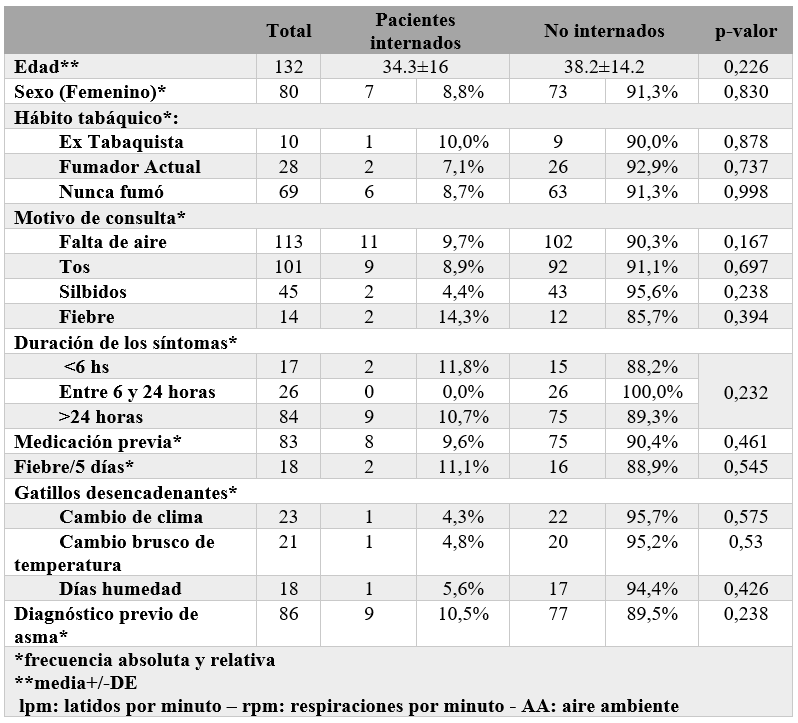 Total Pacientes internados No internados p-valor
Edad** 132 34.3±16 38.2±14.2 0,226
Sexo (Femenino)* 80 7 8,8% 73 91,3% 0,830
Hábito tabáquico*:
Ex Tabaquista 10 1 10,0% 9 90,0% 0,878
Fumador Actual 28 2 7,1% 26 92,9% 0,737
Nunca fumó 69 6 8,7% 63 91,3% 0,998
Motivo de consulta*
Falta de aire 113 11 9,7% 102 90,3% 0,167
Tos 101 9 8,9% 92 91,1% 0,697
Silbidos 45 2 4,4% 43 95,6% 0,238
Fiebre 14 2 14,3% 12 85,7% 0,394
Duración de los síntomas*
<6 hs 17 2 11,8% 15 88,2%
Entre 6 y 24 horas 26 0 0,0% 26 100,0% 0,232
>24 horas 84 9 10,7% 75 89,3%
Medicación previa* 83 8 9,6% 75 90,4% 0,461
Fiebre/5 días* 18 2 11,1% 16 88,9% 0,545
Gatillos desencadenantes*
Cambio de clima 23 1 4,3% 22 95,7% 0,575
Cambio brusco de 21 1 4,8% 20 95,2% 0,53
temperatura
Días humedad 18 1 5,6% 17 94,4% 0,426
Diagnóstico previo de 86 9 10,5% 77 89,5% 0,238
asma*
*frecuencia absoluta y relativa
**media+/-DE
lpm: latidos por minuto – rpm: respiraciones por minuto - AA: aire ambiente